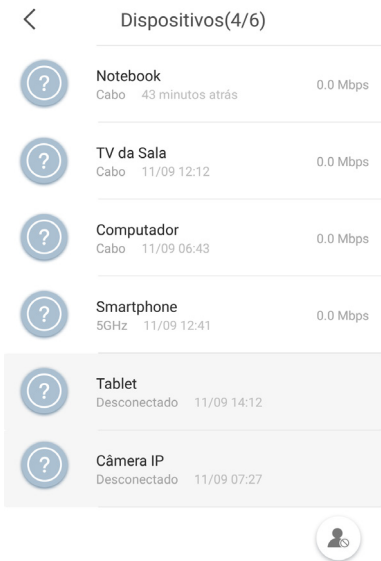 Dispositivos(4/6)
Notebook
Cabo 43 minutos atrás
0.0 Mbps
TV da Sala
Cabo 11/09 12:12
0.0 Mbps
Computador
Cabo 11/09 06:43
0.0 Mbps
Smartphone
5GHz 11/09 12:41
0.0 Mbps
Tablet
Desconectado 11/09 14:12
Câmera IP
Desconectado 11/09 07:27